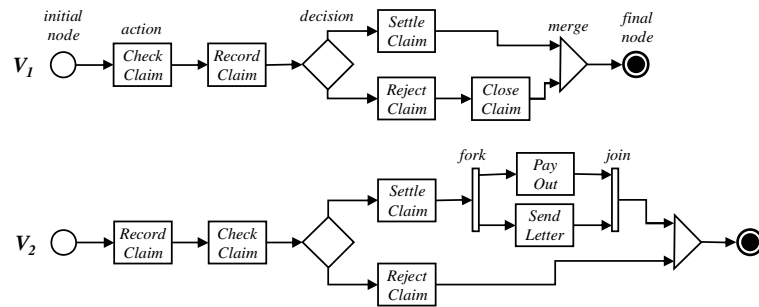 initial
node
action
decision
Settle
Claim
merge
final
node
V1
Check
Claim
Record
Claim
Reject
Claim
Close
Claim
fork
Pay
Out
join
Settle
Claim
Send
Letter
V2
Record
Claim
Check
Claim
Reject
Claim